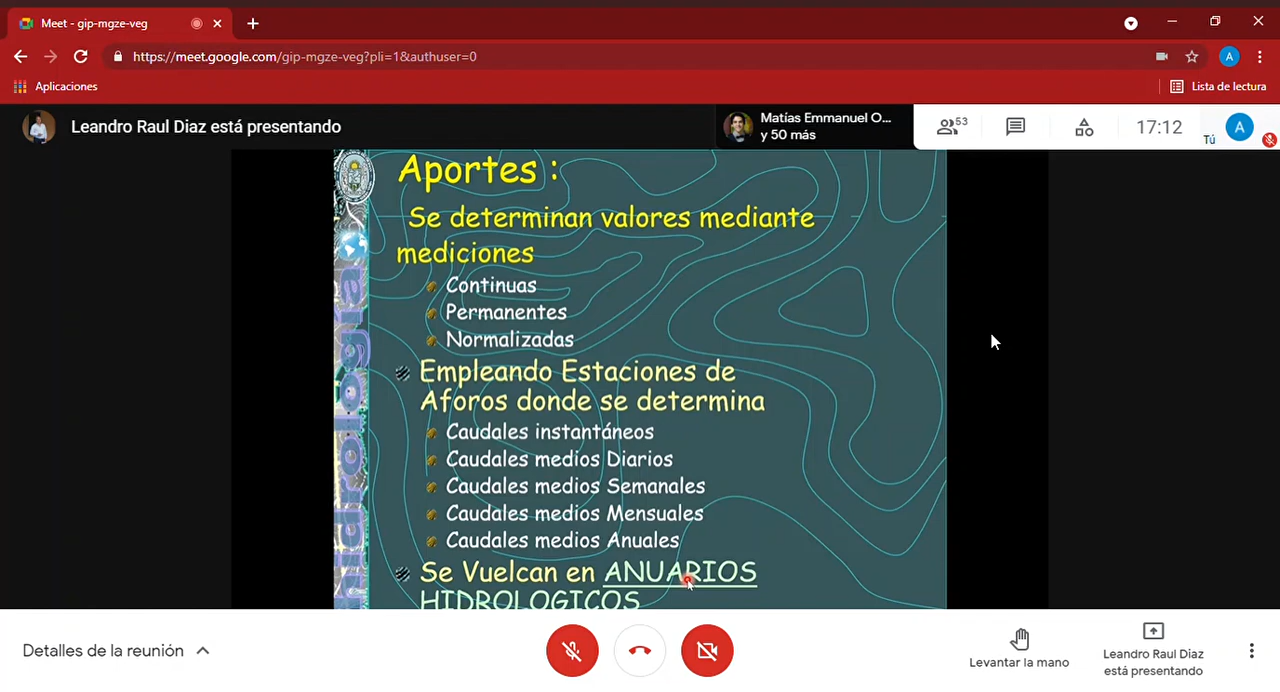 Meet - gip-mgze-veg
https://meet.google.com/gip-mgze-veg?pli=1&authuser=0
A
Aplicaciones
Lista de lectura
Leandro Raul Diaz está presentando
Matías Emmanuel O...
y 50 más
53
17:12
Tú
A
Aportes :
Se determinan valores mediante
mediciones
Continuas
Permanentes
Normalizadas
Empleando Estaciones de
Aforos donde se determina
Caudales instantáneos
Caudales medios Diarios
Caudales medios Semanales
Caudales medios Mensuales
Caudales medios Anuales
Se Vuelcan en ANUARIOS
HIDROLOGICOS
Detalles de la reunión
Levantar la mano
Leandro Raul Diaz
está presentando